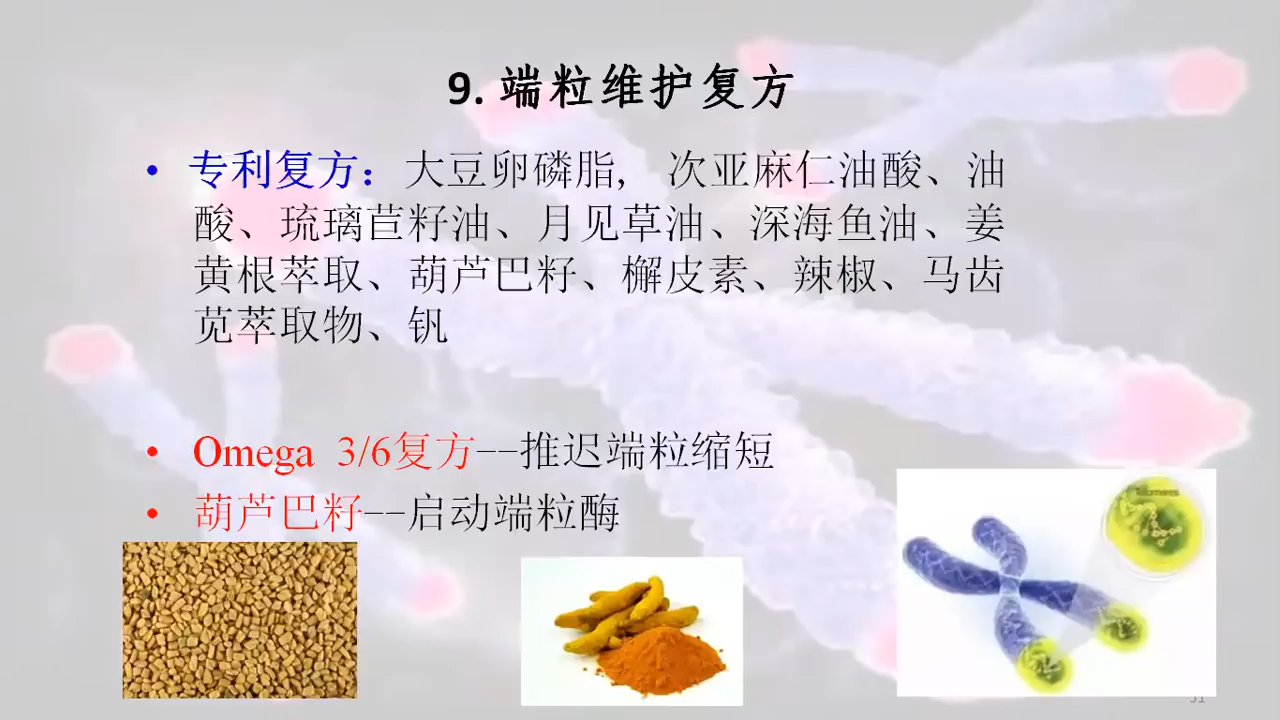 9. 端粒维护复方
• 专利复方：大豆卵磷脂, 次亚麻仁油酸、油
酸、琉璃苣籽油、月见草油、深海鱼油、姜
黄根萃取、葫芦巴籽、檞皮素、辣椒、马齿
苋萃取物、钒
• Omega 3/6复方--推迟端粒缩短
• 葫芦巴籽--启动端粒酶
Telomeres
31